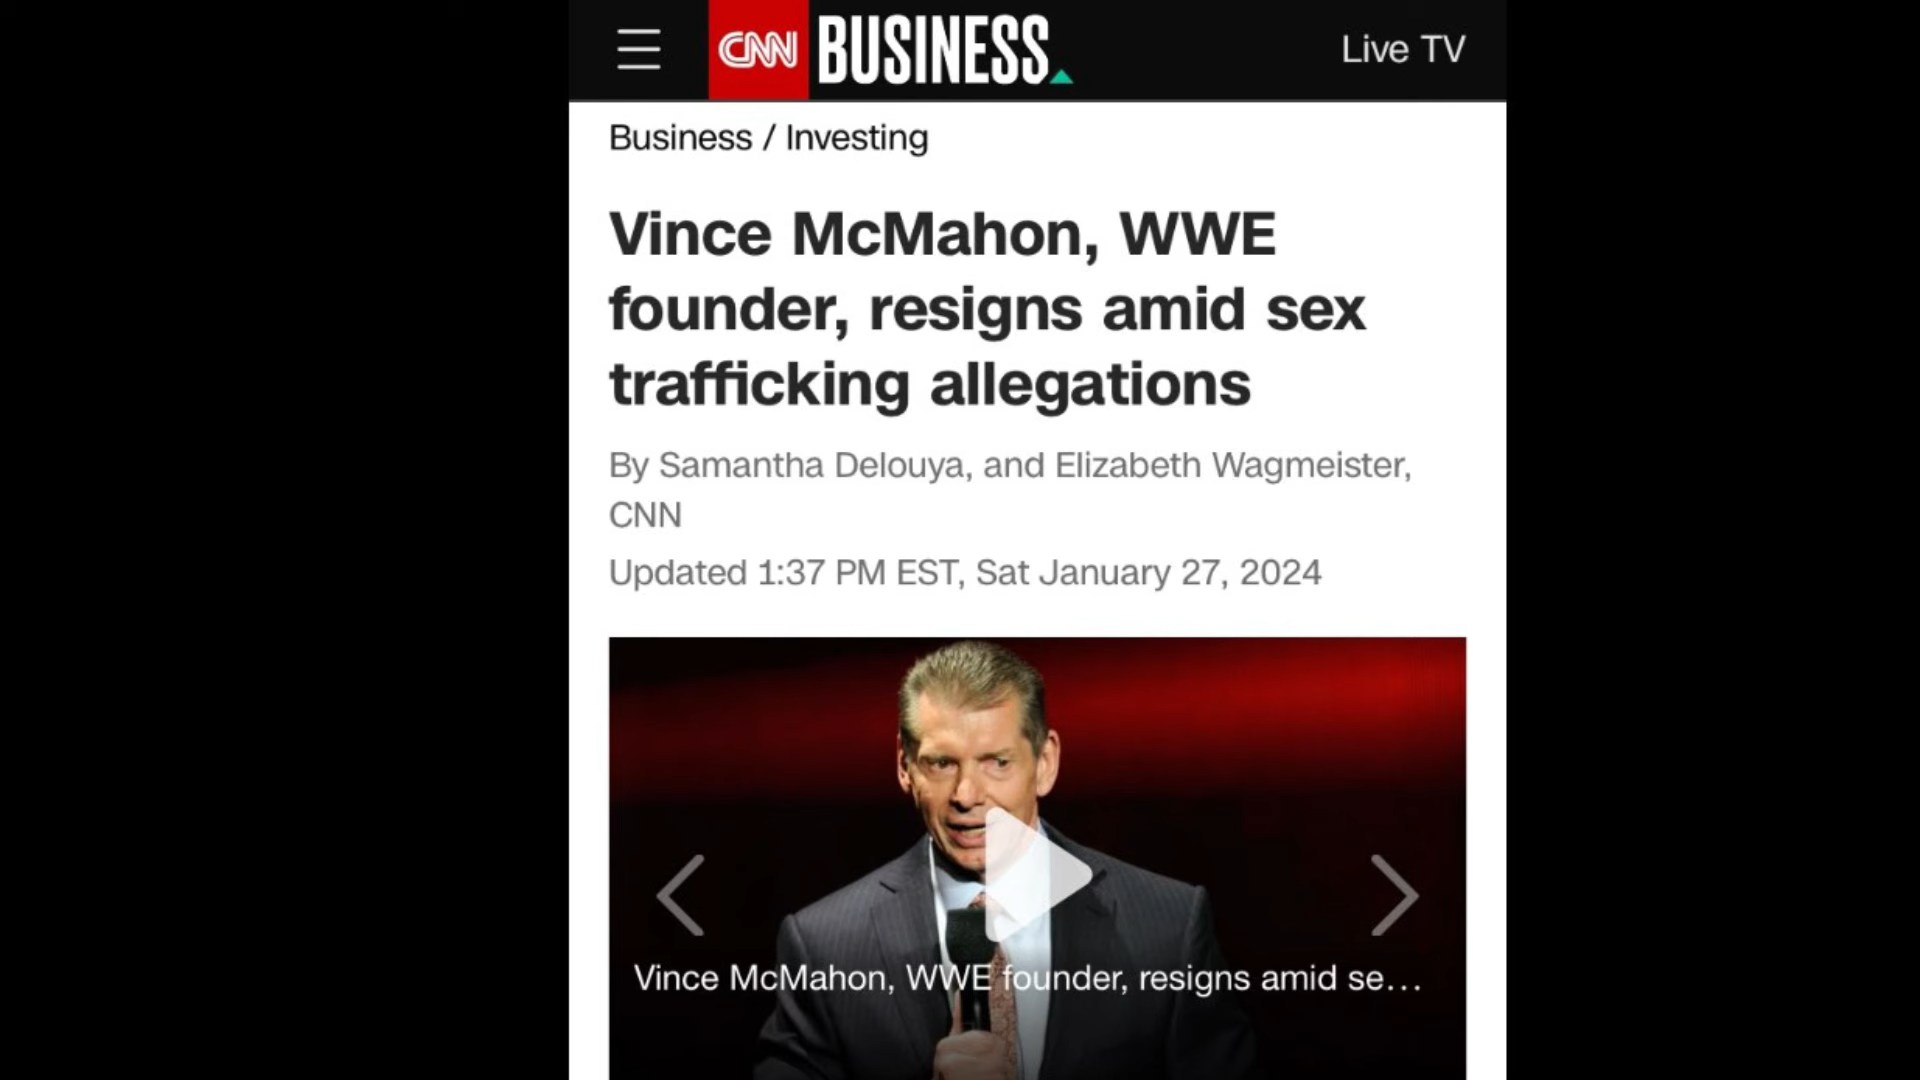 CNN BUSINESS
Live TV
Business / Investing
Vince McMahon, WWE
founder, resigns amid sex
trafficking allegations
By Samantha Delouya, and Elizabeth Wagmeister,
CNN
Updated 1:37 PM EST, Sat January 27, 2024
Vince McMahon, WWE founder, resigns amid se...